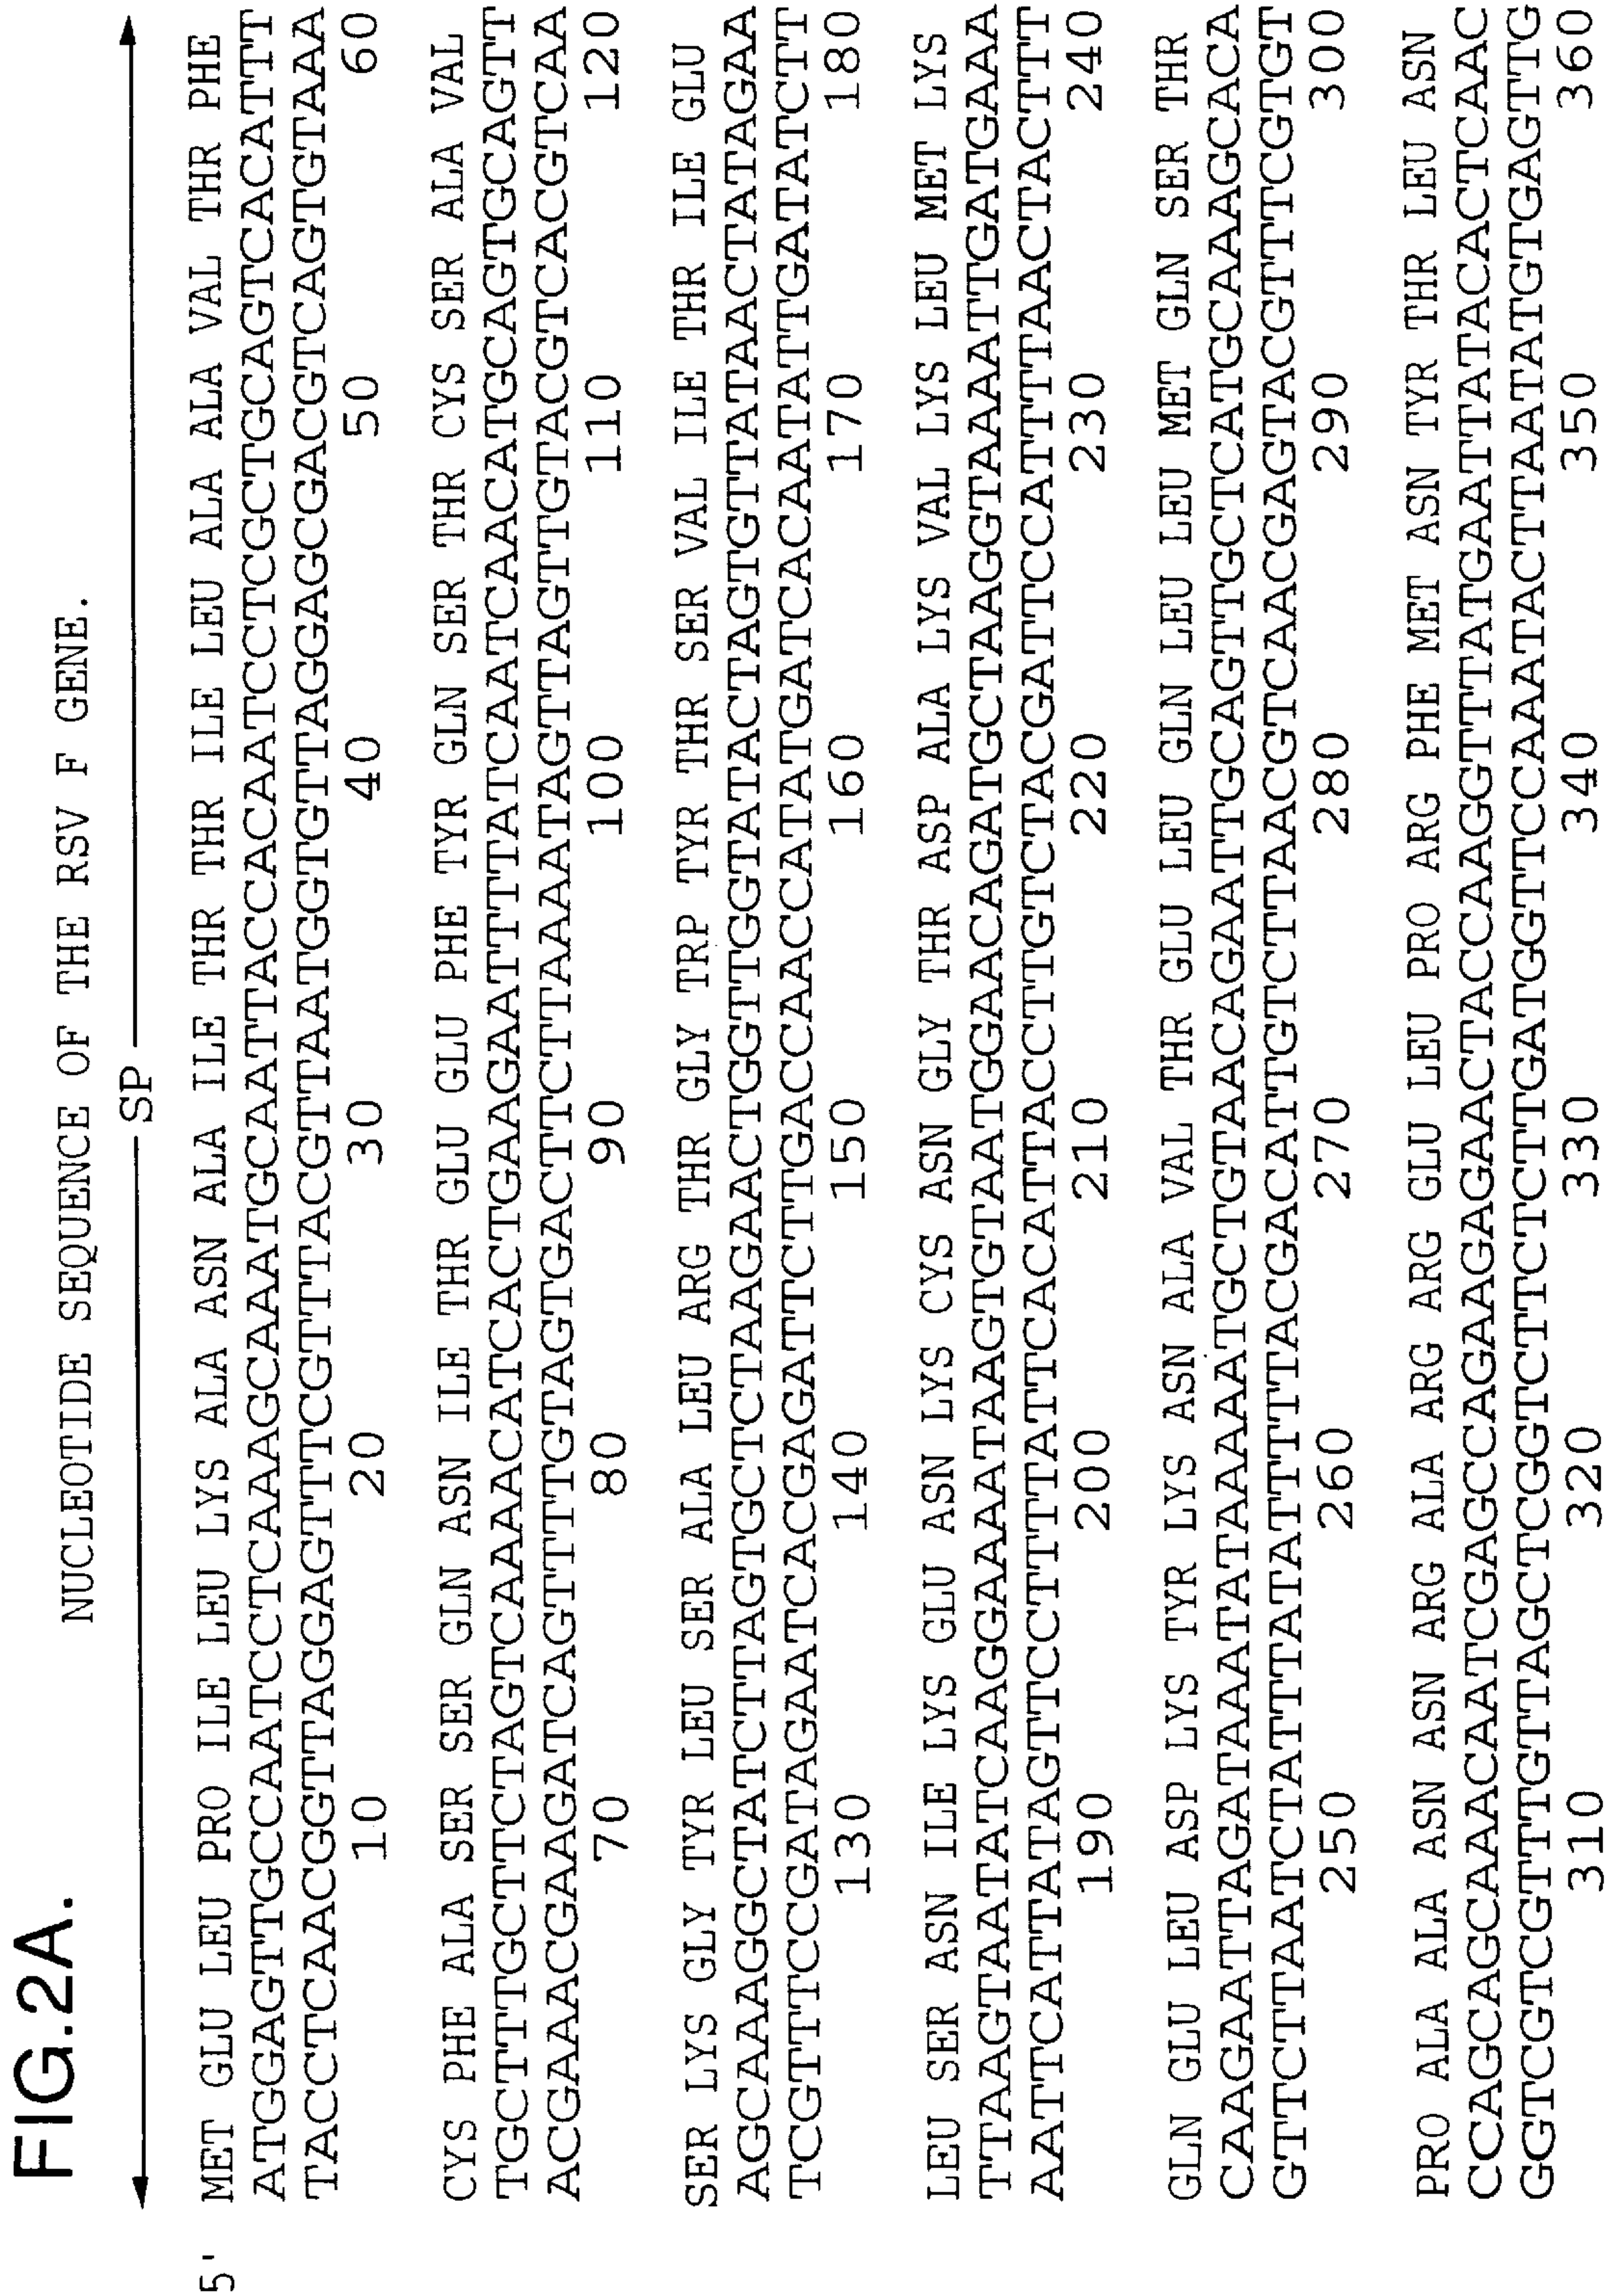 FIG.2A.
NUCLEOTIDE SEQUENCE OF THE RSV F GENE.
SP
5' MET GLU LEU PRO ILE LEU LYS ALA ASN ALA ILE THR THR ILE LEU ALA ALA VAL THR PHE
ATGGAGTTGCCAATCCTCAAAGCAAATGCAATTACCACAATCCTCGCTGCAGTCACATTT
TACCTCAACGGTTAGGAGTTTCGTTTACGTTAATGGTGTTAGGAGCGACGTCAGTGTAAA
10 20 30 40 50 60
CYS PHE ALA SER SER GLN ASN ILE THR GLU GLU PHE TYR GLN SER THR CYS SER ALA VAL
TGCTTTGCTTCTAGTCAAAACATCACTGAAGAATTTTATCAATCAACATGCAGTGCAGTT
ACGAAACGAAGATCAGTTTTGTAGTGACTTCTTAAAATAGTTAGTTGTACGTCACGTCAA
70 80 90 100 110 120
SER LYS GLY TYR LEU SER ALA LEU ARG THR GLY TRP TYR THR SER VAL ILE THR ILE GLU
AGCAAAGGCTATCTTAGTGCTCTAAGAACTGGTTGGTATACTAGTGTTATAACTATAGAA
TCGTTTCCGATAGAATCACGAGATTCTTGACCAACCATATGATCACAATATTGATATCTT
130 140 150 160 170 180
LEU SER ASN ILE LYS GLU ASN LYS CYS ASN GLY THR ASP ALA LYS VAL LYS LEU MET LYS
TTAAGTAATATCAAGGAAAATAAGTGTAATGGAACAGATGCTAAGGTAAAATTGATGAAA
AATTCATTATAGTTCCTTTTATTCACATTACCTTGTCTACGATTCCATTTTAACTACTTT
190 200 210 220 230 240
GLN GLU LEU ASP LYS TYR LYS ASN ALA VAL THR GLU LEU GLN LEU LEU MET GLN SER THR
CAAGAATTAGATAAATATAAAAATGCTGTAACAGAATTGCAGTTGCTCATGCAAAGCACA
GTTCTTAATCTATTTATATTTTTACGACATTGTCTTAACGTCAACGAGTACGTTTCGTGT
250 260 270 280 290 300
PRO ALA ALA ASN ASN ARG ALA ARG ARG GLU LEU PRO ARG PHE MET ASN TYR THR LEU ASN
CCAGCAGCAAACAATCGAGCCAGAAGAGAACTACCAAGGTTTATGAATTATACACTCAAC
GGTCGTCGTTTGTTAGCTCGGTCTTCTCTTGATGGTTCCAAATACTTAATATGTGAGTTG
310 320 330 340 350 360